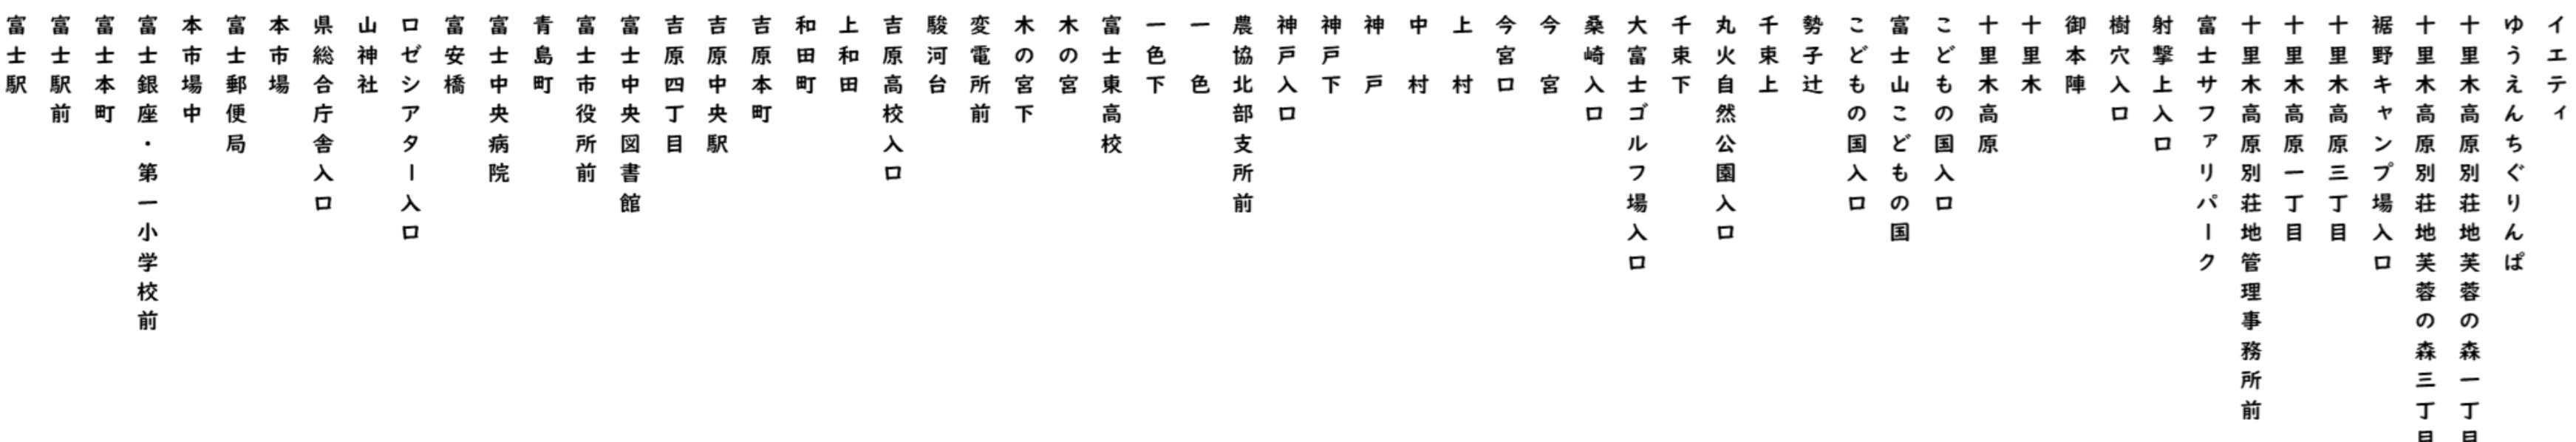 イエティ
ゆうえんちぐりんぱ
十里木高原別荘地芙蓉の森一丁目
十里木高原別荘地芙蓉の森三丁目
裾野キャンプ場入口
十里木高原三丁目
十里木高原一丁目
十里木高原別荘地管理事務所前
富士サファリパーク
射撃上入口
樹穴入口
御本陣
十里木
十里木高原
こどもの国入口
富士山こどもの国
こどもの国入口
勢子辻
千束上
丸火自然公園入口
千束下
大富士ゴルフ場入口
桑崎入口
今宮
今宮口
上村
中村
神戸
神戸下
神戸入口
農協北部支所前
一色
一色下
富士東高校
木の宮
木の宮下
変電所前
駿河台
吉原高校入口
上和田
和田町
吉原本町
吉原中央駅
吉原四丁目
富士中央図書館
富士市役所前
青島町
富士中央病院
富安橋
ロゼシアター入口
山神社
県総合庁舎入口
本市場
富士郵便局
本市場中
富士銀座・第一小学校前
富士本町
富士駅前
富士駅